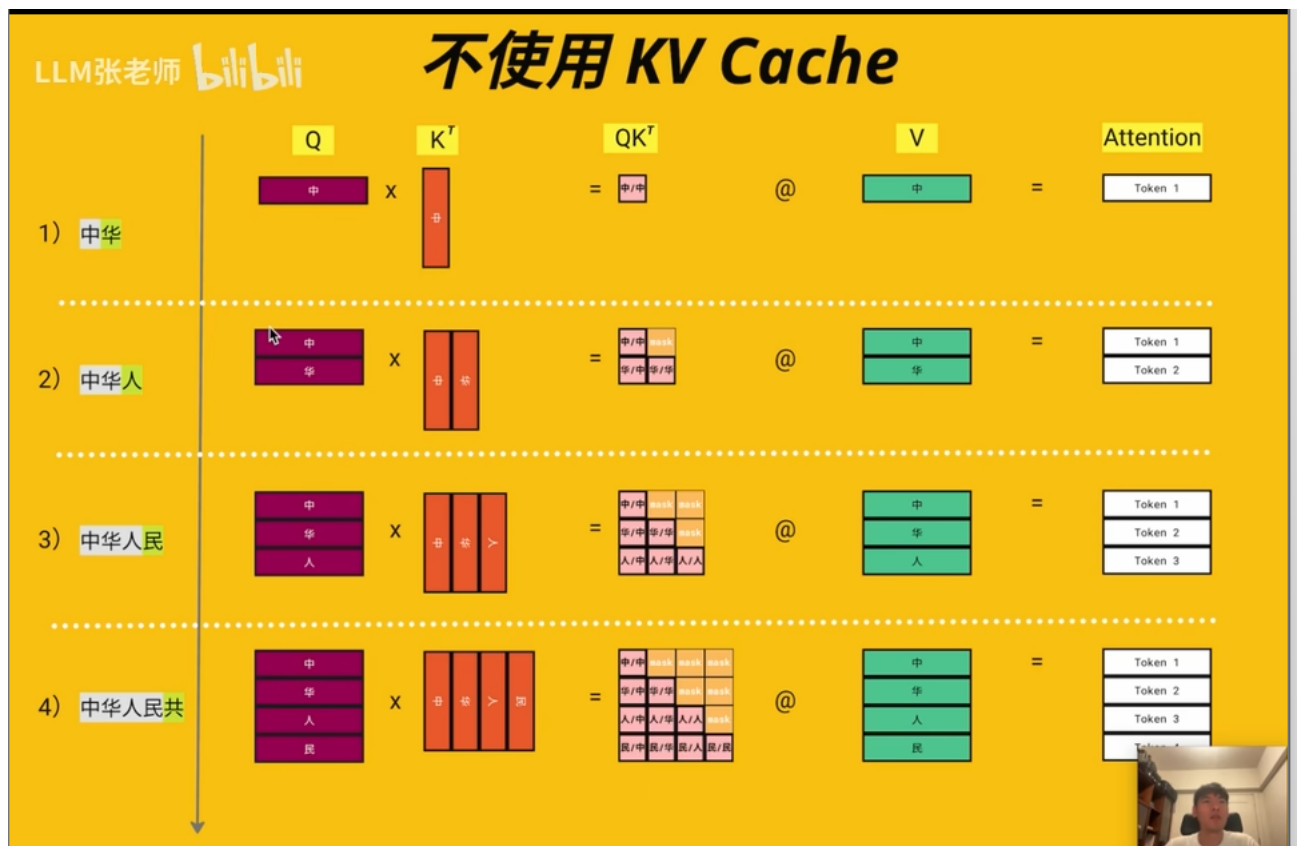 LLM张老师 bilibili
不使用 KV Cache
Q K^T QK^T V Attention
中 x 中 = 中/中 @ 中 = Token 1
1) 中华
中 中/中 mask 中 = Token 1
华 x 中 华 = 华/中 华/华 @ 华 Token 2
2) 中华人
中 中/中 mask mask 中 = Token 1
华 x 中 华 人 = 华/中 华/华 mask @ 华 Token 2
3) 中华人民
人 人/中 人/华 人/人 人 Token 3
中 中/中 mask mask mask 中 = Token 1
华 华/中 华/华 mask mask 华 Token 2
4) 中华人民共 x 中 华 人 民 = @
人 人/中 人/华 人/人 mask 人 Token 3
民 民/中 民/华 民/人 民/民 民